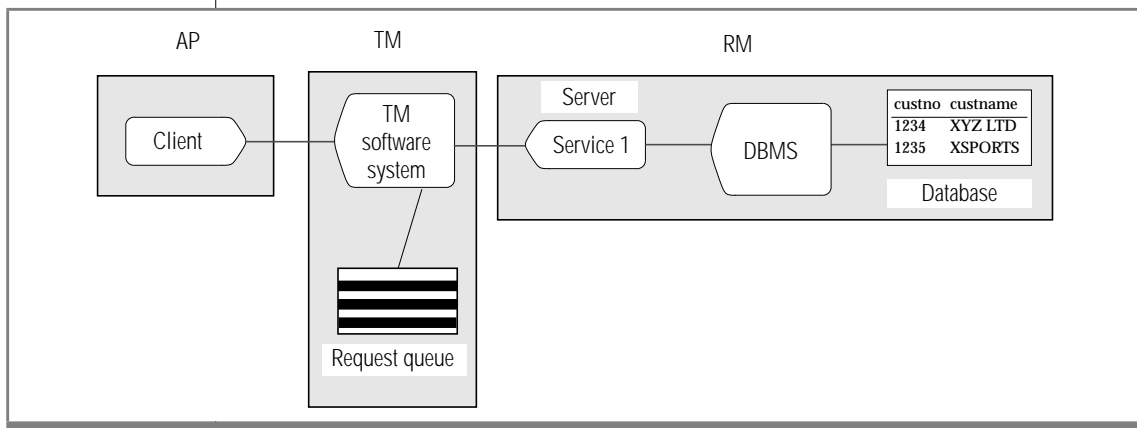 AP
TM
RM
Client
TM
software
system
Request queue
Server
Service 1
DBMS
custno custname
1234 XYZ LTD
1235 XSPORTS
Database